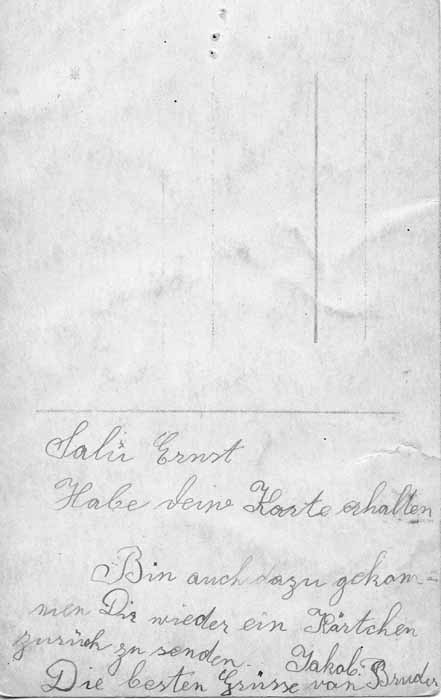 Salü Ernst
Habe deine Karte erhalten
Bin auch dazu gekom=
men Dir wieder ein Kärtchen
zurück zu senden.
Die besten Grüsse von Bruder
Jakob.